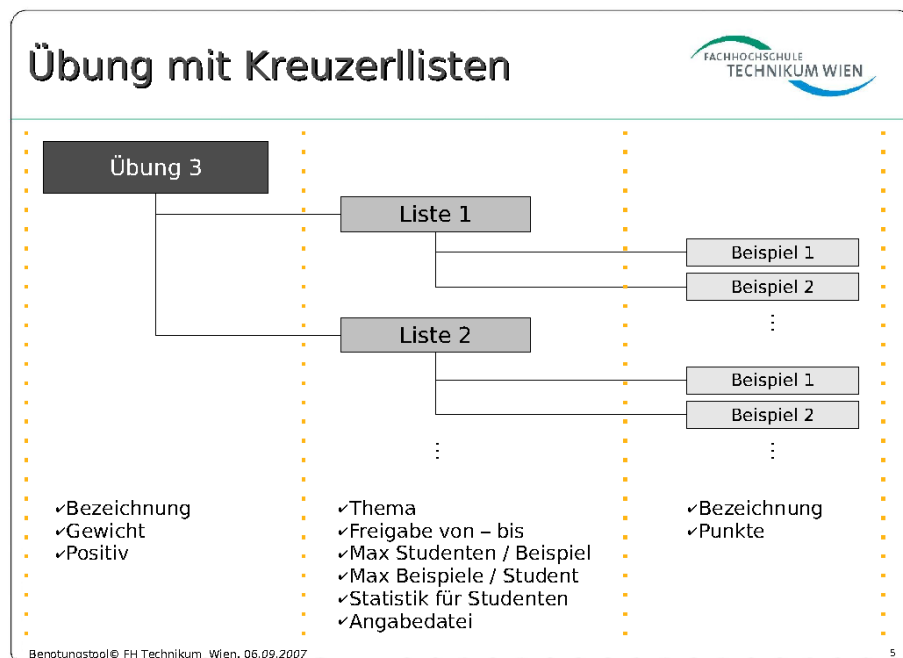 Übung mit Kreuzerllisten
FACHHOCHSCHULE
TECHNIKUM WIEN
Übung 3
Liste 1
Beispiel 1
Beispiel 2
⋮
Liste 2
Beispiel 1
Beispiel 2
⋮
⋮
✔Bezeichnung
✔Gewicht
✔Positiv
✔Thema
✔Freigabe von – bis
✔Max Studenten / Beispiel
✔Max Beispiele / Student
✔Statistik für Studenten
✔Angabedatei
✔Bezeichnung
✔Punkte
Benotungstool© FH Technikum Wien, 06.09.2007
5